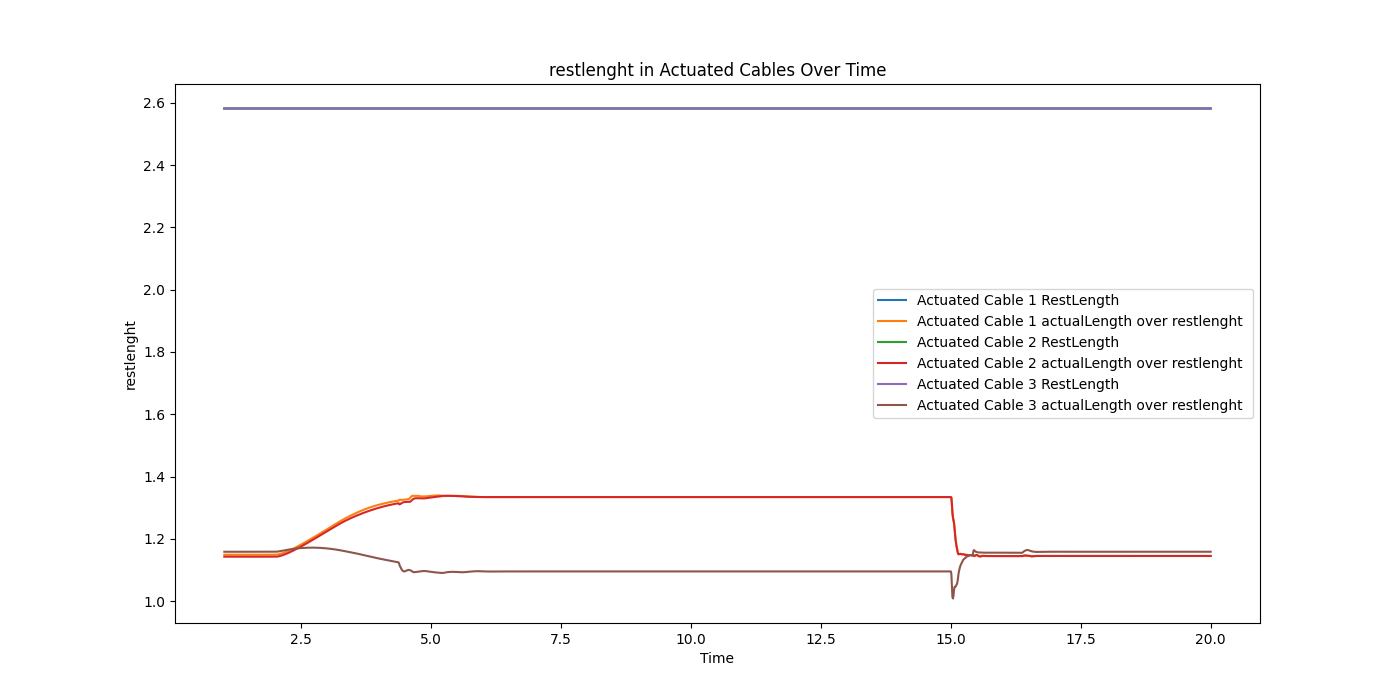 restlenght in Actuated Cables Over Time
2.6
2.4
2.2
2.0
1.8
1.6
1.4
1.2
1.0
restlenght
Actuated Cable 1 RestLength
Actuated Cable 1 actualLength over restlenght
Actuated Cable 2 RestLength
Actuated Cable 2 actualLength over restlenght
Actuated Cable 3 RestLength
Actuated Cable 3 actualLength over restlenght
2.5 5.0 7.5 10.0 12.5 15.0 17.5 20.0
Time